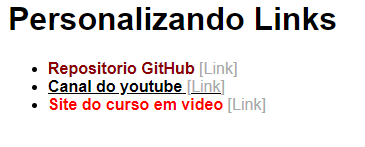 Personalizando Links
Repositorio GitHub [Link]
Canal do youtube [Link]
Site do curso em video [Link]